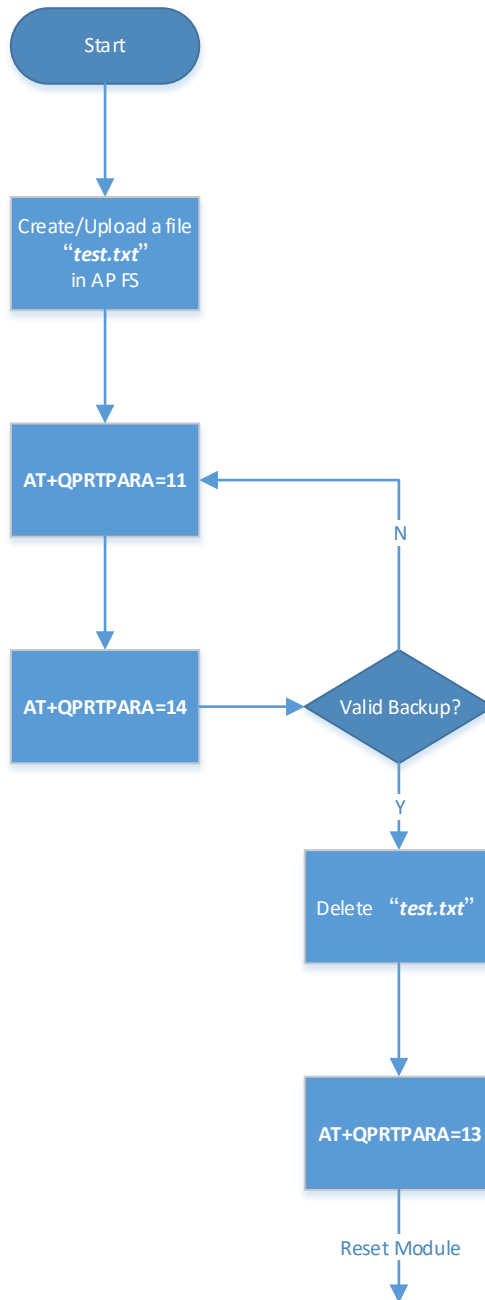 Start
Create/Upload a file
“test.txt”
in AP FS
AT+QPRTPARA=11
N
AT+QPRTPARA=14
Valid Backup?
Y
Delete “test.txt”
AT+QPRTPARA=13
Reset Module